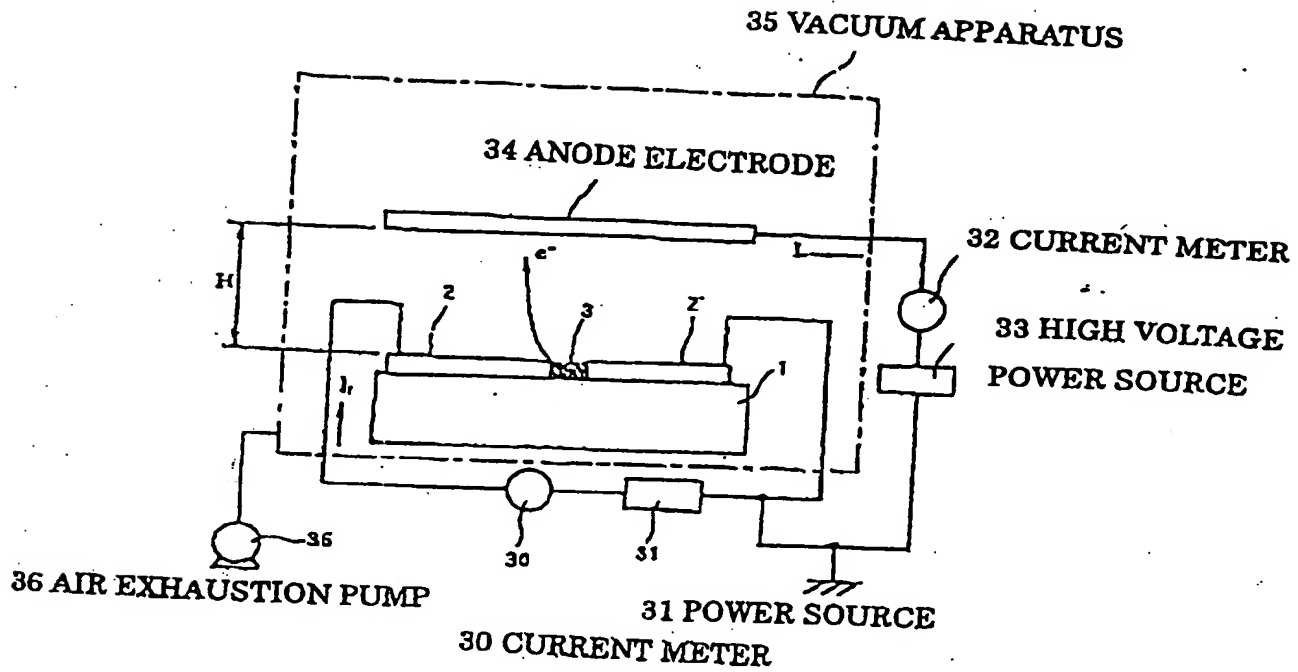 35 VACUUM APPARATUS
34 ANODE ELECTRODE
32 CURRENT METER
33 HIGH VOLTAGE
POWER SOURCE
H
e-
2
3
2'
1
36
30
31
36 AIR EXHAUSTION PUMP
31 POWER SOURCE
30 CURRENT METER